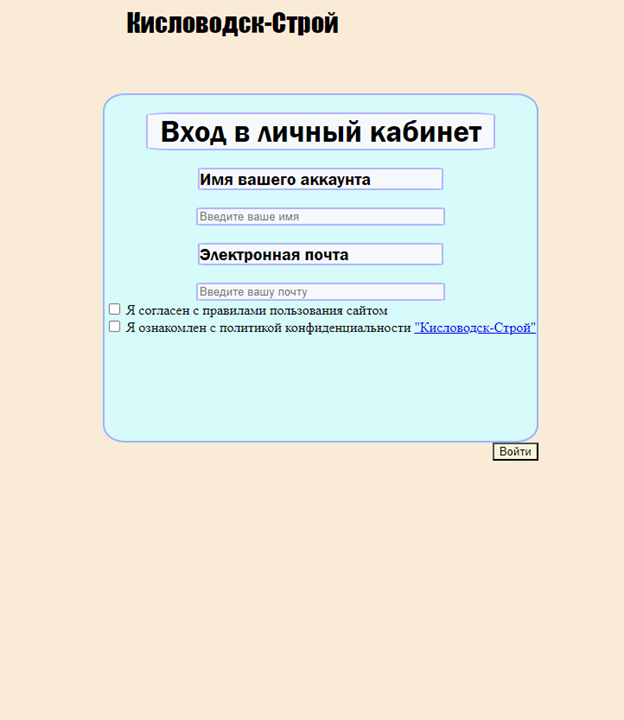 Кисловодск-Строй
Вход в личный кабинет
Имя вашего аккаунта
Введите ваше имя
Электронная почта
Введите вашу почту
Я согласен с правилами пользования сайтом
Я ознакомлен с политикой конфиденциальности "Кисловодск-Строй"
Войти